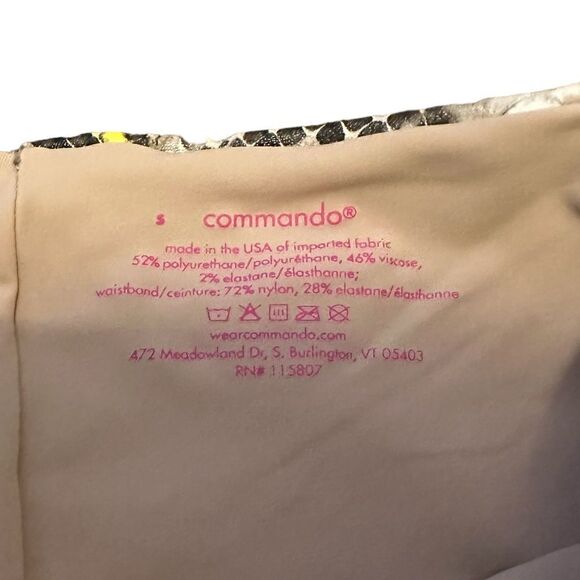 s commando®
made in the USA of imported fabric
52% polyurethane/polyuréthane, 46% viscose,
2% elastane/élasthanne;
waistband/ceinture: 72% nylon, 28% elastane/élasthanne
wearcommando.com
472 Meadowland Dr, S. Burlington, VT 05403
RN# 115807